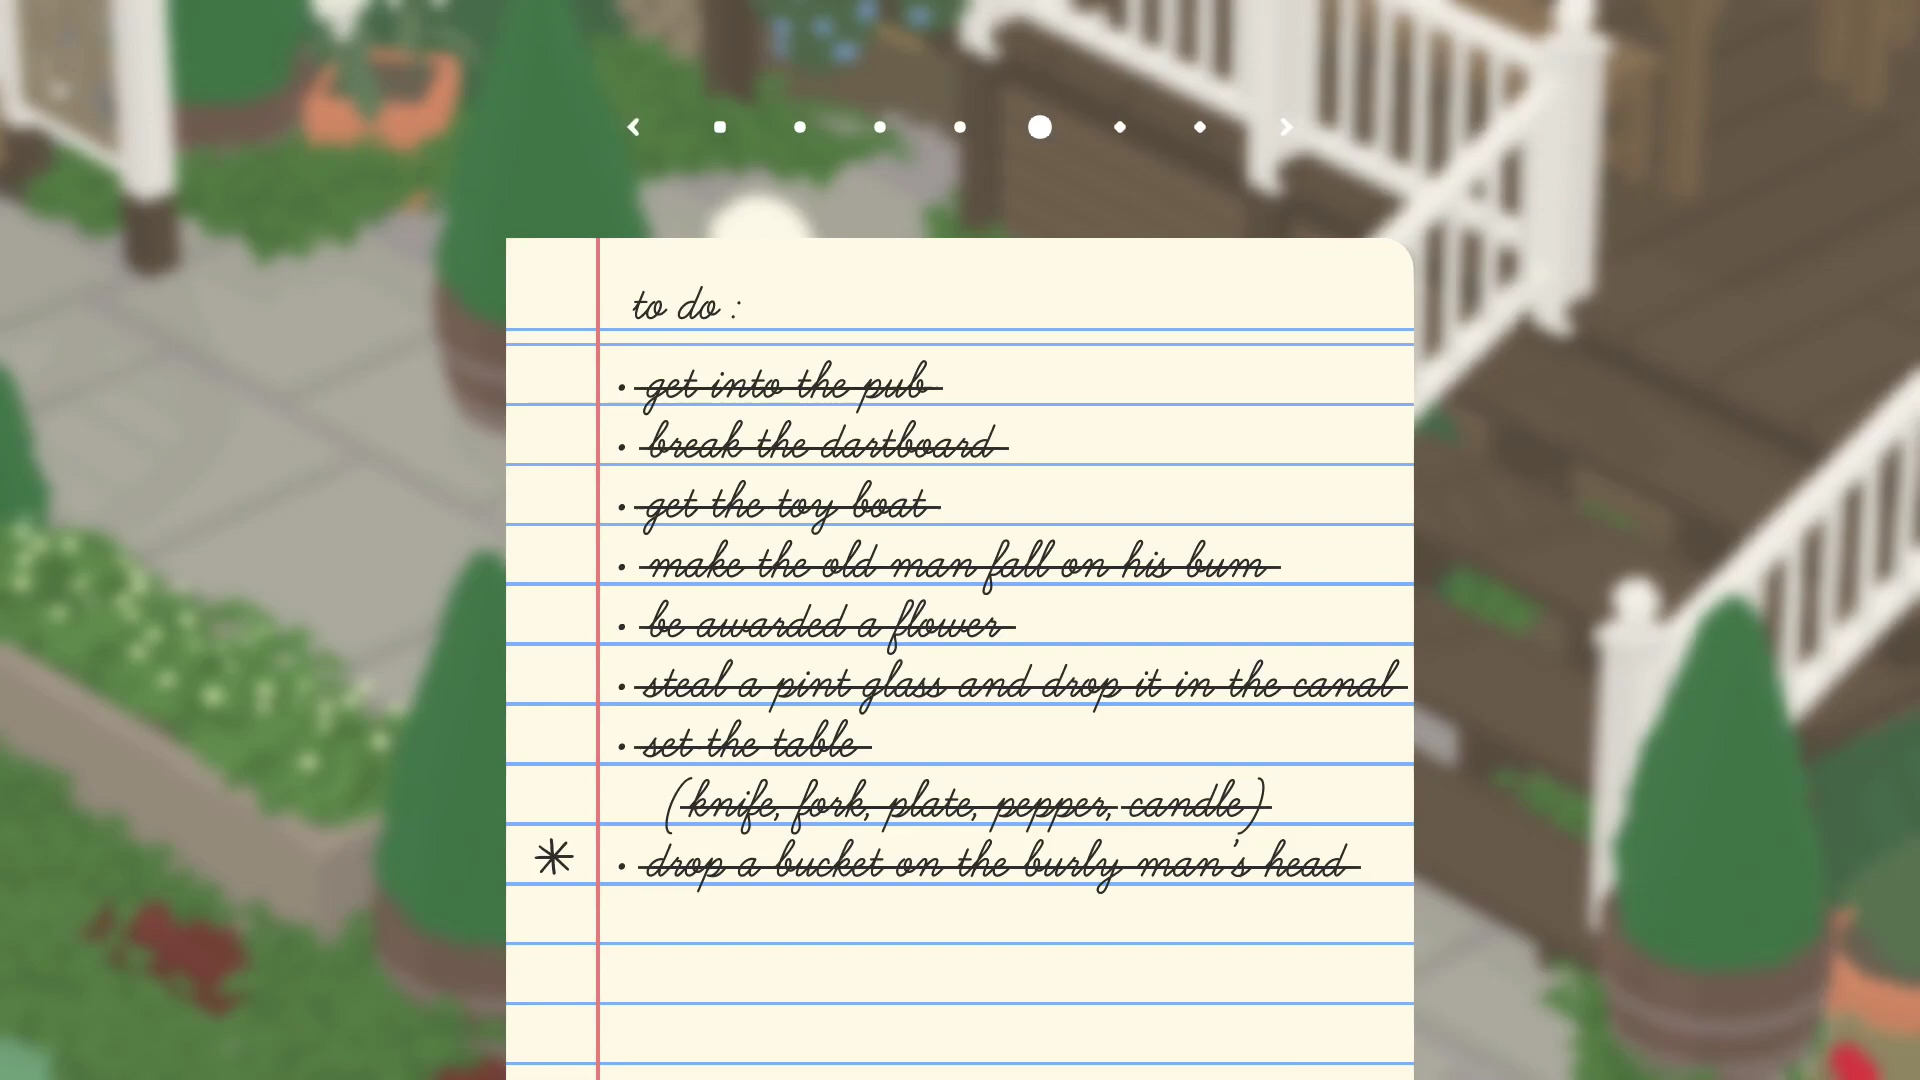 to do :
• get into the pub
• break the dartboard
• get the toy boat
• make the old man fall on his bum
• be awarded a flower
• steal a pint glass and drop it in the canal
• set the table
(knife, fork, plate, pepper, candle)
• drop a bucket on the burly man's head